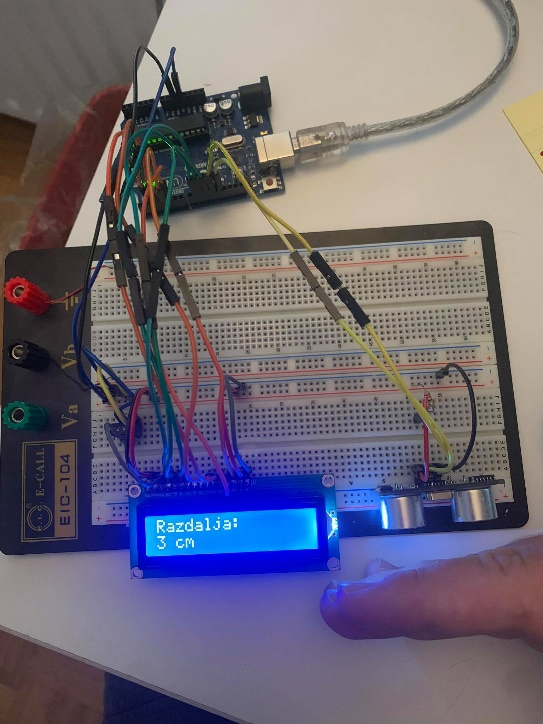 Va
Vb
E-CALL
EIC-104
Razdalja:
3 cm